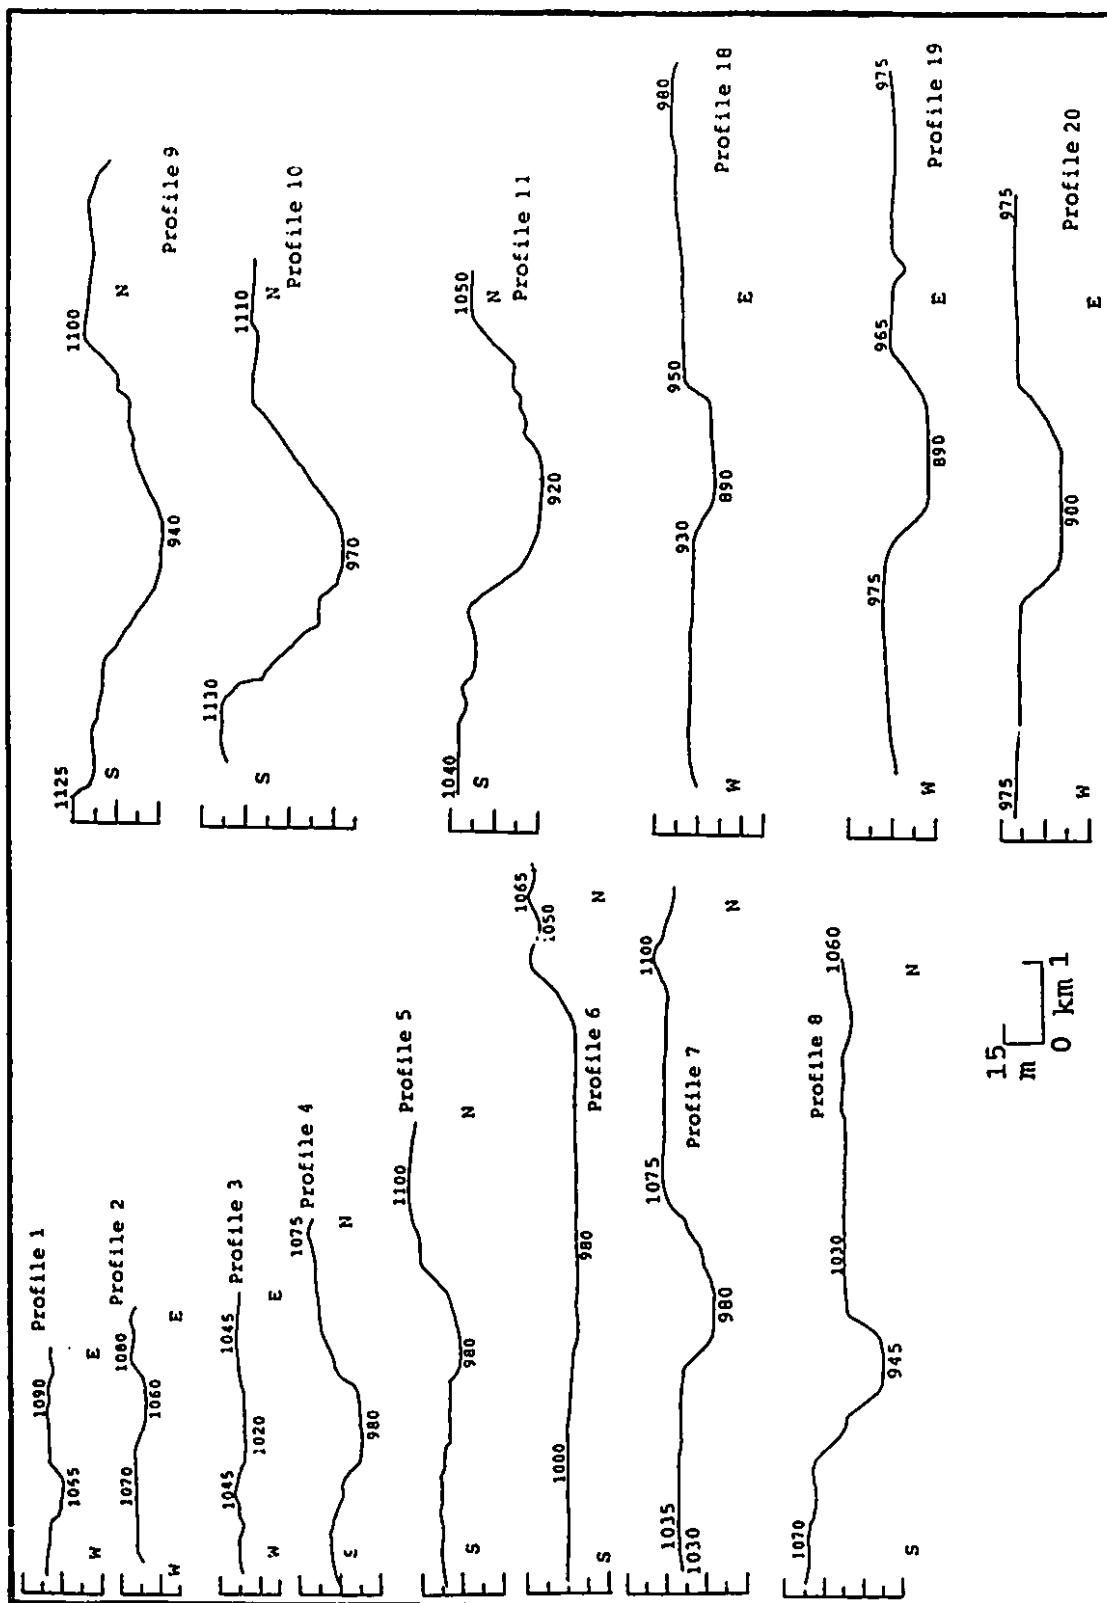 1090 Profile 1
1055
W E
1070 1080 Profile 2
1060
W E
1045 1045 Profile 3
1020
W E
1075 Profile 4
980
N
1100 Profile 5
980
S N
1065
1050
1000 980 Profile 6
S N
1100
1075
1035
1030 980 Profile 7
N
1070 1030 1060
945 Profile 8
S N
1125 1100
940
S N
Profile 9
1110
970
S N
Profile 10
1040 1050
920
S N
Profile 11
930 950 980
890
W E
Profile 18
975 965 975
890
W E
Profile 19
975 975
900
W E
Profile 20
15
m
0 km 1